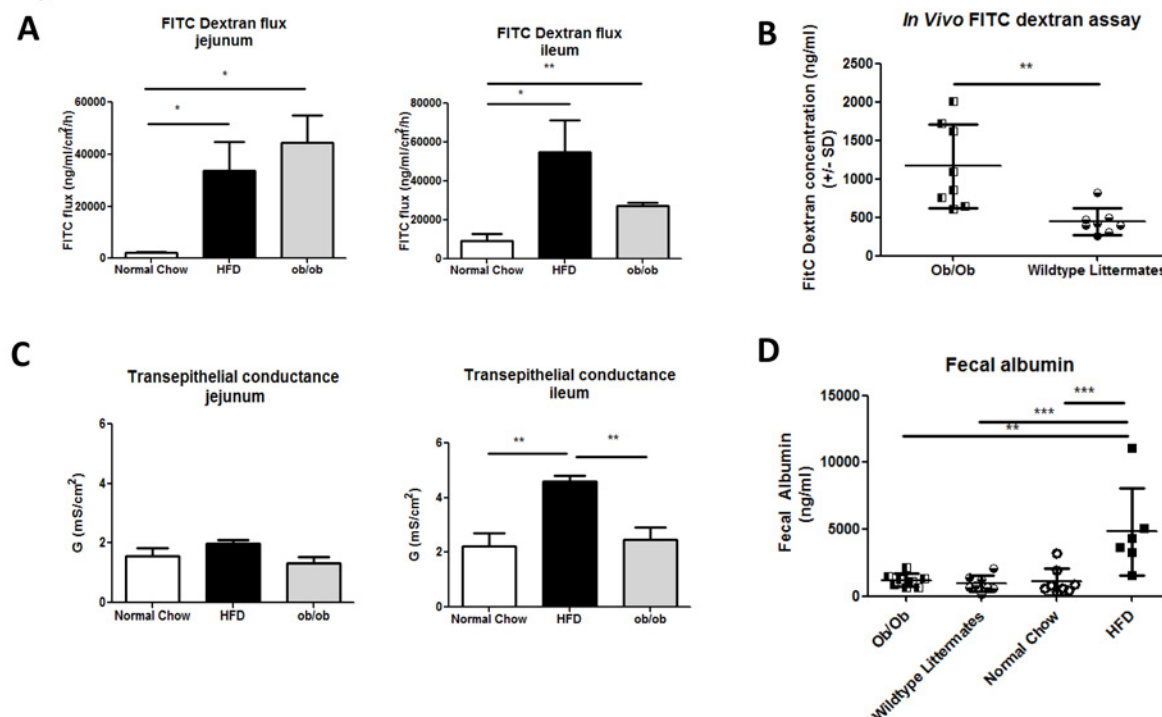 A
FITC Dextran flux
jejunum
FITC flux (ng/ml/cm²/h)
60000
40000
20000
0
*
*
Normal Chow
HFD
ob/ob
FITC Dextran flux
ileum
FITC flux (ng/ml/cm²/h)
80000
60000
40000
20000
0
**
*
Normal Chow
HFD
ob/ob
B
In Vivo FITC dextran assay
FitC Dextran concentration (ng/ml)
(+/- SD)
2500
2000
1500
1000
500
0
**
Ob/Ob
Wildtype Littermates
C
Transepithelial conductance
jejunum
G (mS/cm²)
6
4
2
0
Normal Chow
HFD
ob/ob
Transepithelial conductance
ileum
G (mS/cm²)
6
4
2
0
**
**
Normal Chow
HFD
ob/ob
D
Fecal albumin
Fecal Albumin
(ng/ml)
15000
10000
5000
0
***
***
**
Ob/Ob
Wildtype Littermates
Normal Chow
HFD